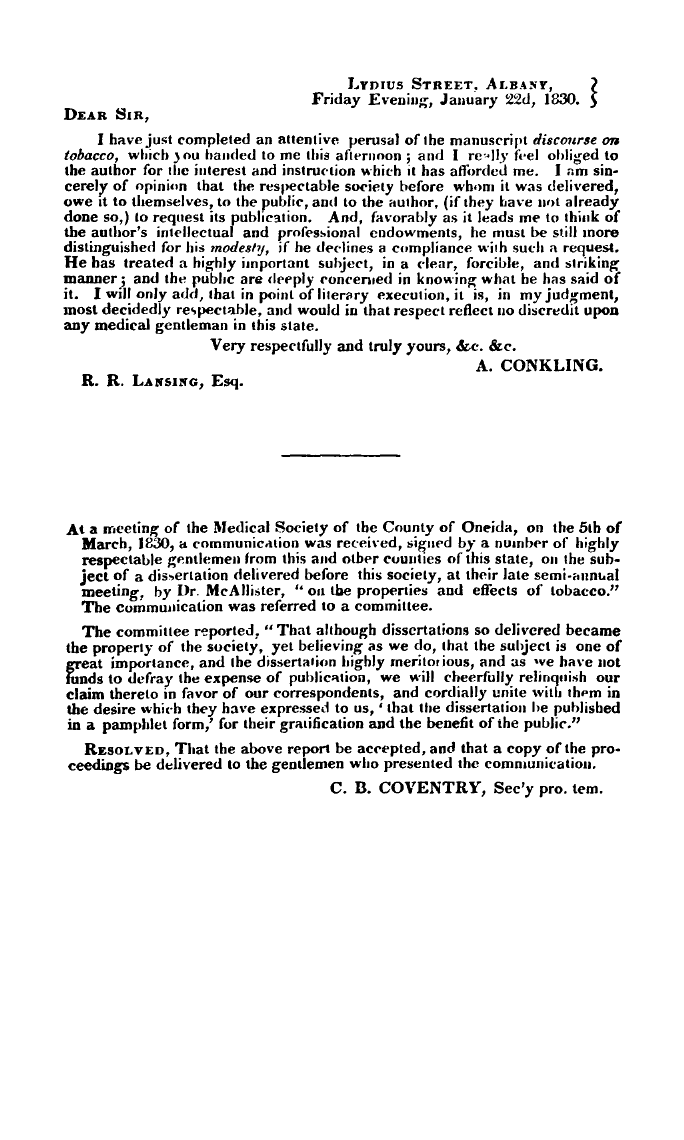 LYDIUS STREET, ALBANY, }
Friday Evening, January 22d, 1830. }
DEAR SIR,
I have just completed an attentive perusal of the manuscript discourse on
tobacco, which you handed to me this afternoon ; and I really feel obliged to
the author for the interest and instruction which it has afforded me. I am sin-
cerely of opinion that the respectable society before whom it was delivered,
owe it to themselves, to the public, and to the author, (if they have not already
done so,) to request its publication. And, favorably as it leads me to think of
the author's intellectual and professional endowments, he must be still more
distinguished for his modesty, if he declines a compliance with such a request.
He has treated a highly important subject, in a clear, forcible, and striking
manner ; and the public are deeply concerned in knowing what he has said of
it. I will only add, that in point of literary execution, it is, in my judgment,
most decidedly respectable, and would in that respect reflect no discredit upon
any medical gentleman in this state.
Very respectfully and truly yours, &c. &c.
A. CONKLING.
R. R. LANSING, Esq.
At a meeting of the Medical Society of the County of Oneida, on the 5th of
March, 1830, a communication was received, signed by a number of highly
respectable gentlemen from this and other counties of this state, on the sub-
ject of a dissertation delivered before this society, at their late semi-annual
meeting, by Dr. McAllister, " on the properties and effects of tobacco."
The communication was referred to a committee.
The committee reported, " That although dissertations so delivered became
the property of the society, yet believing as we do, that the subject is one of
great importance, and the dissertation highly meritorious, and as we have not
funds to defray the expense of publication, we will cheerfully relinquish our
claim thereto in favor of our correspondents, and cordially unite with them in
the desire which they have expressed to us, ' that the dissertation be published
in a pamphlet form,' for their gratification and the benefit of the public."
RESOLVED, That the above report be accepted, and that a copy of the pro-
ceedings be delivered to the gentlemen who presented the communication.
C. B. COVENTRY, Sec'y pro. tem.